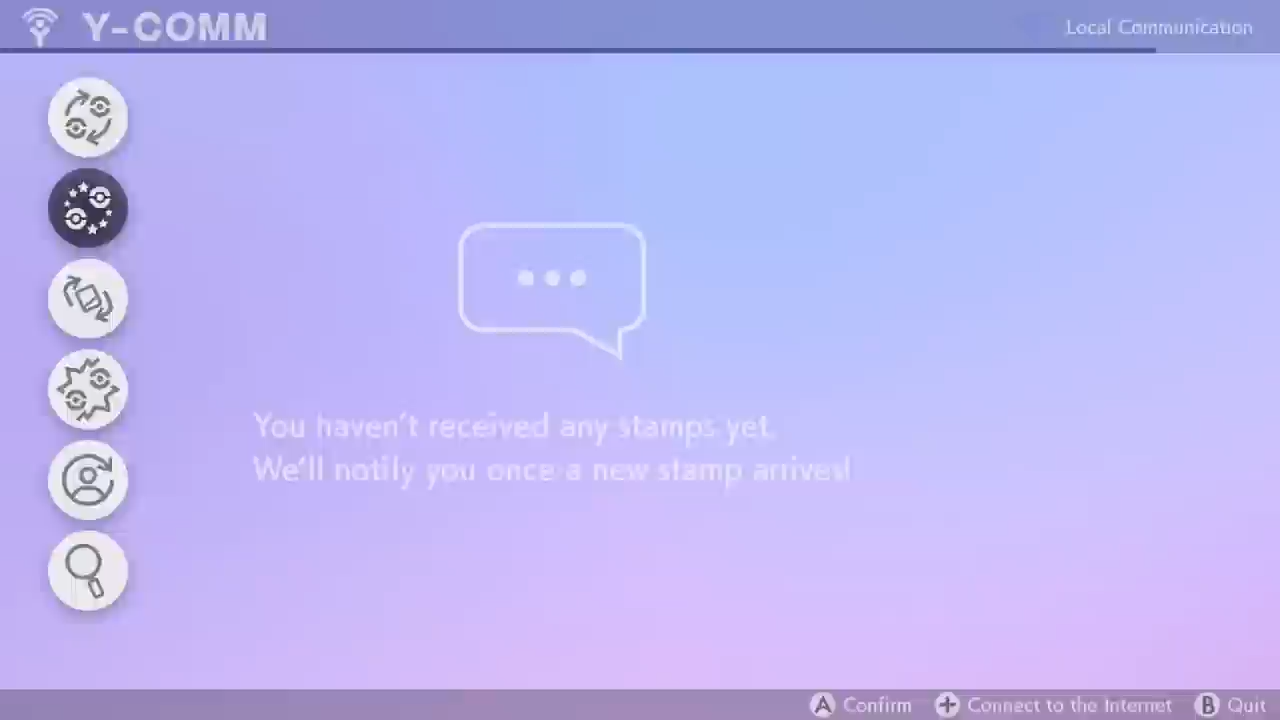 Y-COMM
Local Communication
You haven't received any stamps yet.
We'll notify you once a new stamp arrives!
A Confirm + Connect to the Internet B Quit